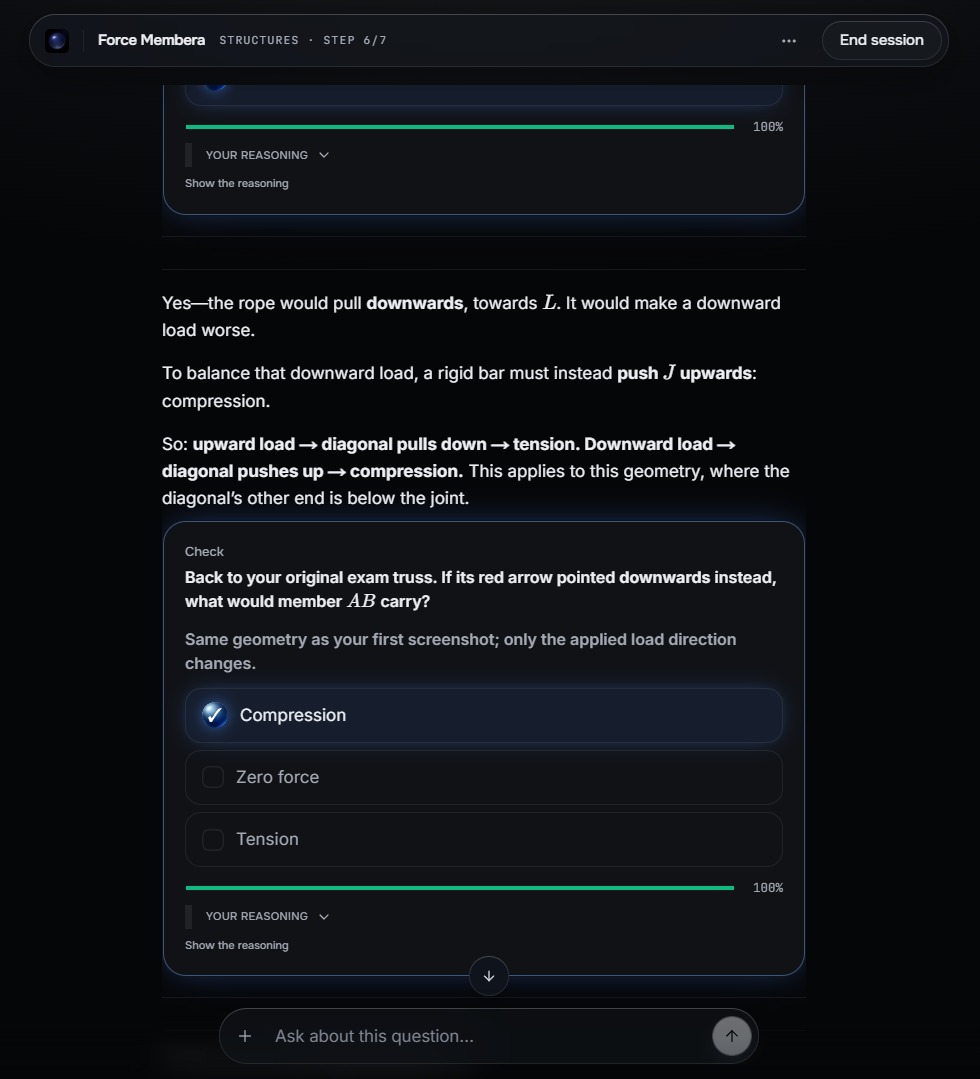 Force Membera STRUCTURES · STEP 6/7 ... End session
100%
YOUR REASONING
Show the reasoning
Yes—the rope would pull downwards, towards L. It would make a downward
load worse.
To balance that downward load, a rigid bar must instead push J upwards:
compression.
So: upward load → diagonal pulls down → tension. Downward load →
diagonal pushes up → compression. This applies to this geometry, where the
diagonal’s other end is below the joint.
Check
Back to your original exam truss. If its red arrow pointed downwards instead,
what would member AB carry?
Same geometry as your first screenshot; only the applied load direction
changes.
Compression
Zero force
Tension
100%
YOUR REASONING
Show the reasoning
Ask about this question...